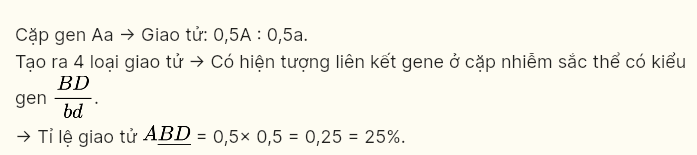 Cặp gen Aa → Giao tử: 0,5A : 0,5a.
Tạo ra 4 loại giao tử → Có hiện tượng liên kết gene ở cặp nhiễm sắc thể có kiểu
gen BD/bd.
→ Tỉ lệ giao tử ABD = 0,5× 0,5 = 0,25 = 25%.